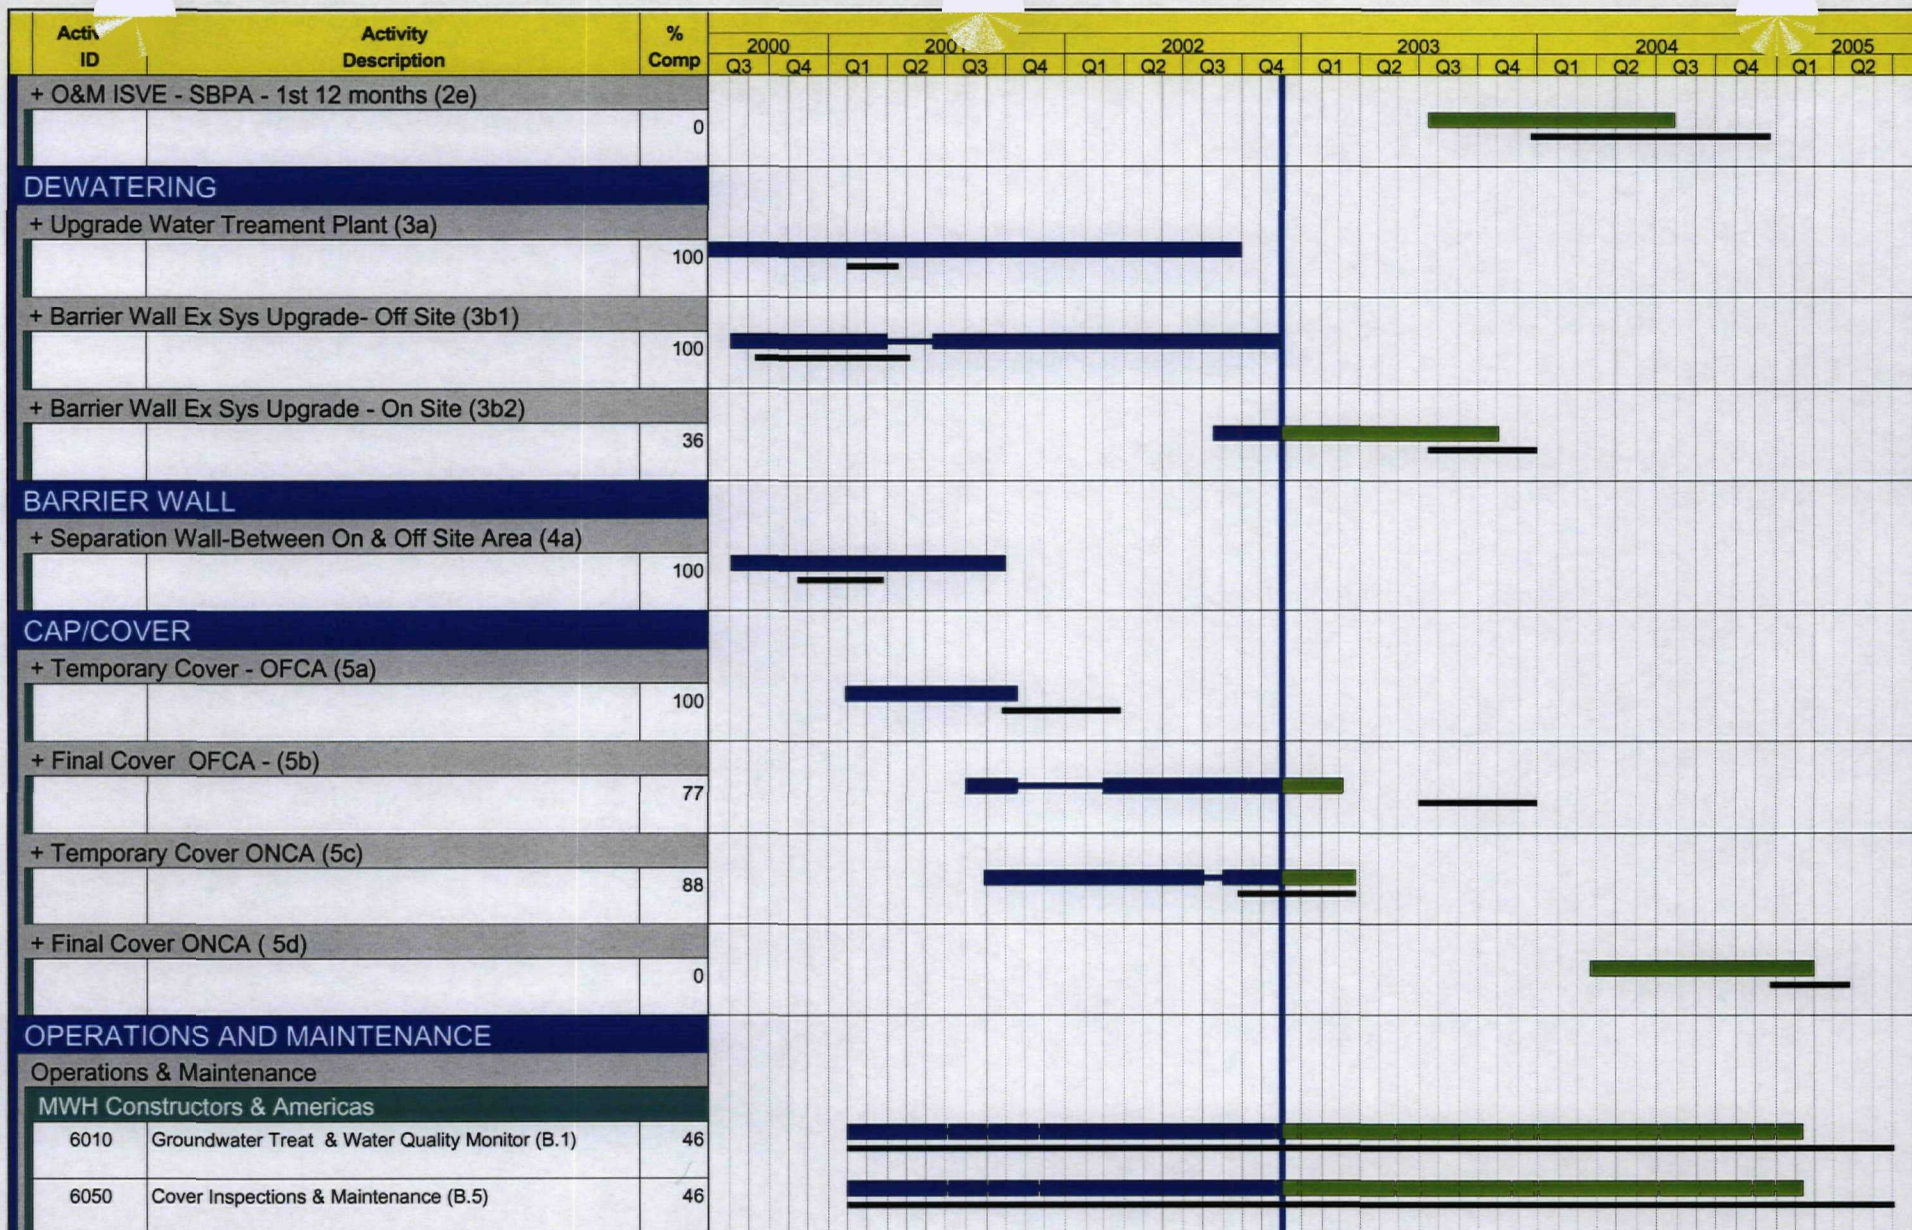 Activity Description %
ID Comp
2000 2002 2003 2004 2005
Q3 Q4 Q1 Q2 Q3 Q4 Q1 Q2 Q3 Q4 Q1 Q2 Q3 Q4 Q1 Q2 Q3 Q4 Q1 Q2
+ O&M ISVE - SBPA - 1st 12 months (2e)
0
DEWATERING
+ Upgrade Water Treament Plant (3a)
100
+ Barrier Wall Ex Sys Upgrade- Off Site (3b1)
100
+ Barrier Wall Ex Sys Upgrade - On Site (3b2)
36
BARRIER WALL
+ Separation Wall-Between On & Off Site Area (4a)
100
CAP/COVER
+ Temporary Cover - OFCA (5a)
100
+ Final Cover OFCA - (5b)
77
+ Temporary Cover ONCA (5c)
88
+ Final Cover ONCA ( 5d)
0
OPERATIONS AND MAINTENANCE
Operations & Maintenance
MWH Constructors & Americas
6010 Groundwater Treat & Water Quality Monitor (B.1) 46
6050 Cover Inspections & Maintenance (B.5) 46